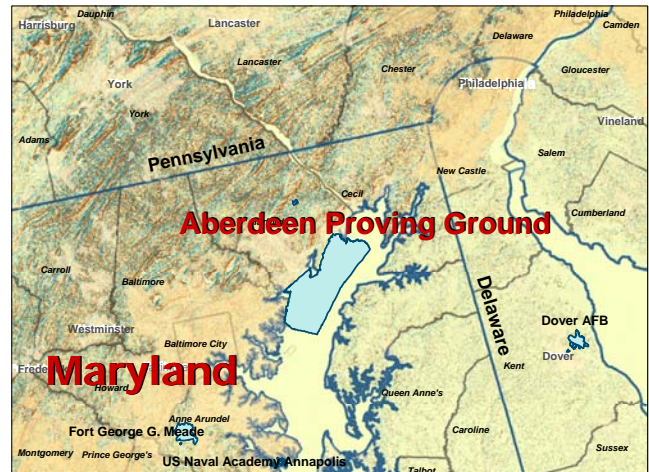 Dauphin
Harrisburg
Lancaster
Philadelphia
Camden
Delaware
Lancaster
Chester
Gloucester
York
Philadelphia
York
Vineland
Adams
Pennsylvania
Salem
New Castle
Cecil
Cumberland
Aberdeen Proving Ground
Carroll
Baltimore
Delaware
Dover AFB
Westminster
Baltimore City
Dover
Kent
Maryland
Howard
Queen Anne's
Anne Arundel
Fort George G. Meade
Caroline
Montgomery
Prince George's
US Naval Academy Annapolis
Sussex
Talbot